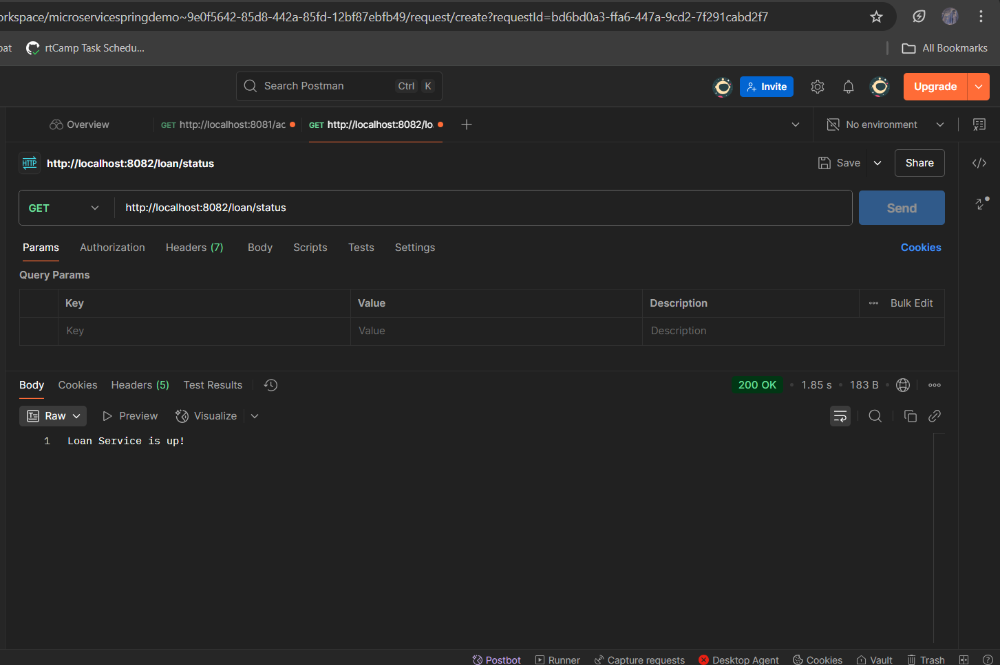 orkspace/microservicespringdemo~9e0f5642-85d8-442a-85fd-12bf87ebfb49/request/create?requestId=bd6bd0a3-ffa6-447a-9cd2-7f291cabd2f7
pat rtCamp Task Schedu... All Bookmarks
Search Postman Ctrl K Invite Upgrade
Overview GET http://localhost:8081/ac GET http://localhost:8082/lo No environment
HTTP http://localhost:8082/loan/status Save Share
GET http://localhost:8082/loan/status Send
Params Authorization Headers (7) Body Scripts Tests Settings Cookies
Query Params
Key Value Description Bulk Edit
Key Value Description
Body Cookies Headers (5) Test Results 200 OK • 1.85 s • 183 B •
Raw Preview Visualize
1 Loan Service is up!
Postbot Runner Capture requests Desktop Agent Cookies Vault Trash